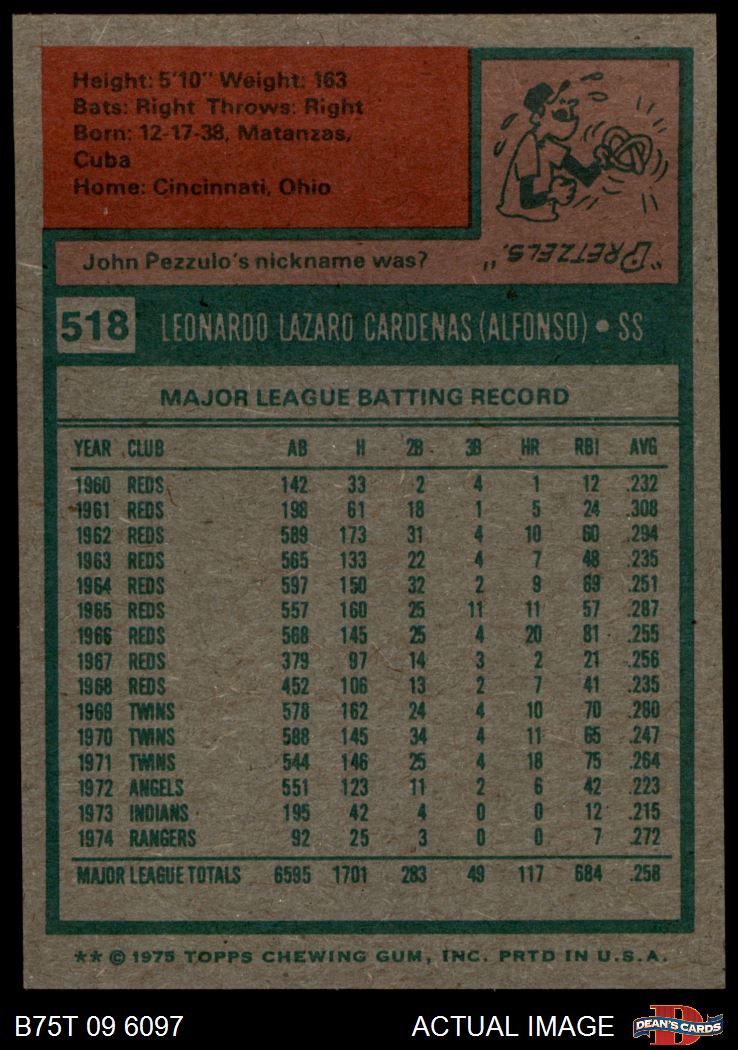 Height: 5'10" Weight: 163
Bats: Right Throws: Right
Born: 12-17-38, Matanzas,
Cuba
Home: Cincinnati, Ohio
John Pezzulo's nickname was?
"PRETZELS."
518 LEONARDO LAZARO CARDENAS (ALFONSO) • SS
MAJOR LEAGUE BATTING RECORD
YEAR CLUB AB H 2B 3B HR RBI AVG
1960 REDS 142 33 2 4 1 12 .232
1961 REDS 198 61 18 1 5 24 .308
1962 REDS 589 173 31 4 10 60 .294
1963 REDS 565 133 22 4 7 48 .235
1964 REDS 597 150 32 2 9 69 .251
1965 REDS 557 160 25 11 11 57 .287
1966 REDS 568 145 25 4 20 81 .255
1967 REDS 379 97 14 3 2 21 .256
1968 REDS 452 106 13 2 7 41 .235
1969 TWINS 578 162 24 4 10 70 .280
1970 TWINS 588 145 34 4 11 65 .247
1971 TWINS 544 146 25 4 18 75 .264
1972 ANGELS 551 123 11 2 6 42 .223
1973 INDIANS 195 42 4 0 0 12 .215
1974 RANGERS 92 25 3 0 0 7 .272
MAJOR LEAGUE TOTALS 6595 1701 283 49 117 684 .258
** © 1975 TOPPS CHEWING GUM, INC. PRTD IN U.S.A.
B75T 09 6097 ACTUAL IMAGE D DEAN'S CARDS